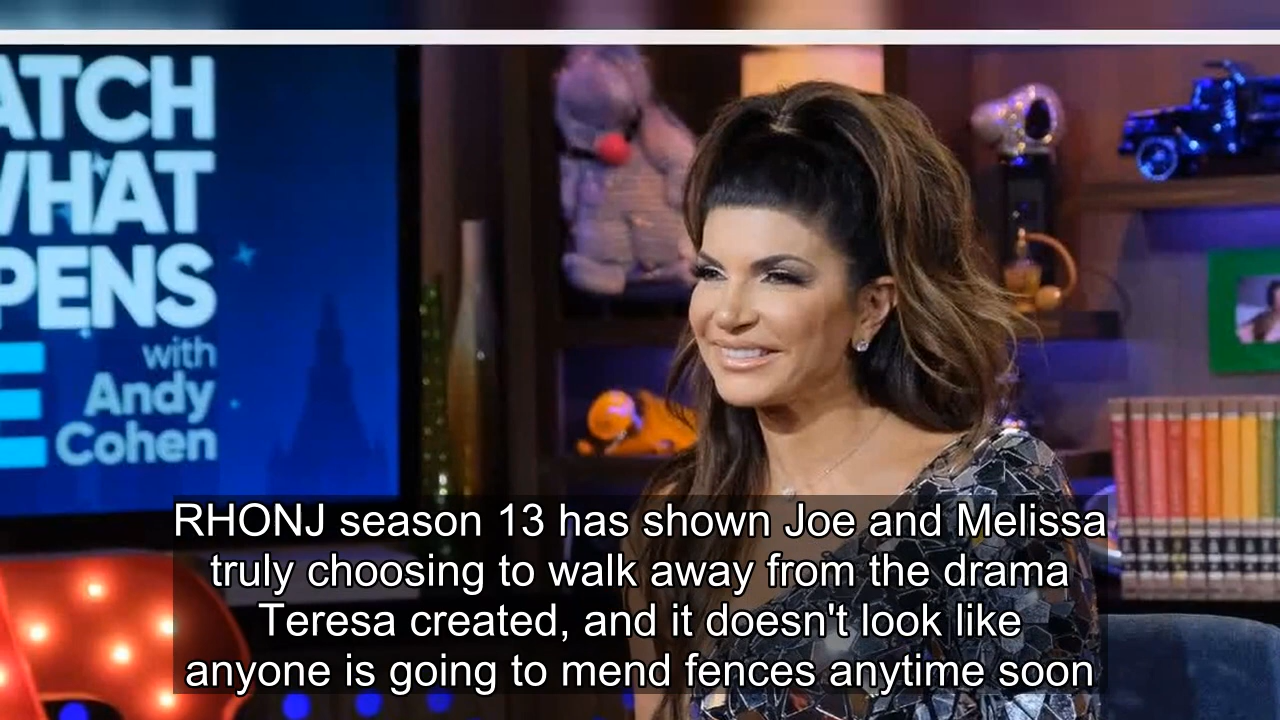 ATCH
WHAT
PENS
E
with
Andy
Cohen
RHONJ season 13 has shown Joe and Melissa
truly choosing to walk away from the drama
Teresa created, and it doesn't look like
anyone is going to mend fences anytime soon